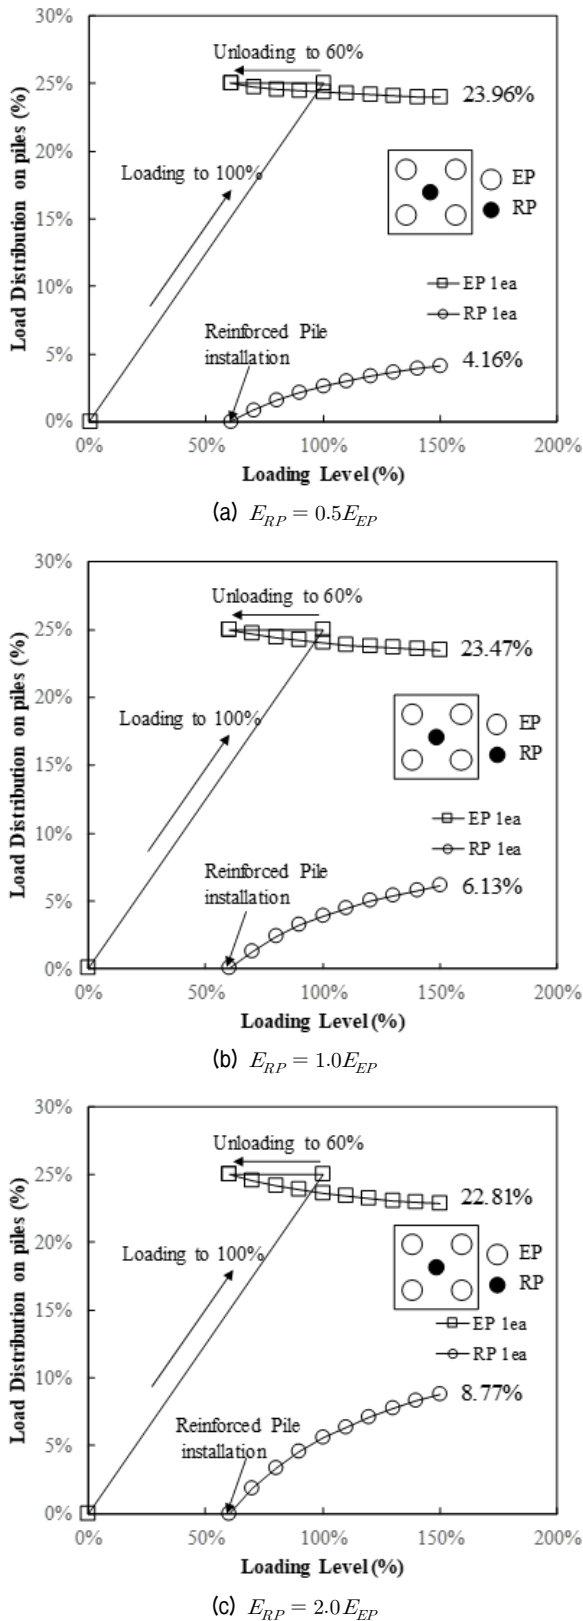 30%
Unloading to 60%
25%
23.96%
20%
Loading to 100%
EP
RP
15%
10%
EP 1ea
RP 1ea
Reinforced Pile
installation
5%
4.16%
0%
0%
50%
100%
150%
200%
Load Distribution on piles (%)
Loading Level (%)
(a) E_RP = 0.5E_EP
30%
Unloading to 60%
25%
23.47%
20%
Loading to 100%
EP
RP
15%
10%
EP 1ea
RP 1ea
Reinforced Pile
installation
5%
6.13%
0%
0%
50%
100%
150%
200%
Load Distribution on piles (%)
Loading Level (%)
(b) E_RP = 1.0E_EP
30%
Unloading to 60%
25%
22.81%
20%
Loading to 100%
EP
RP
15%
EP 1ea
RP 1ea
10%
8.77%
Reinforced Pile
installation
5%
0%
0%
50%
100%
150%
200%
Load Distribution on piles (%)
Loading Level (%)
(c) E_RP = 2.0E_EP